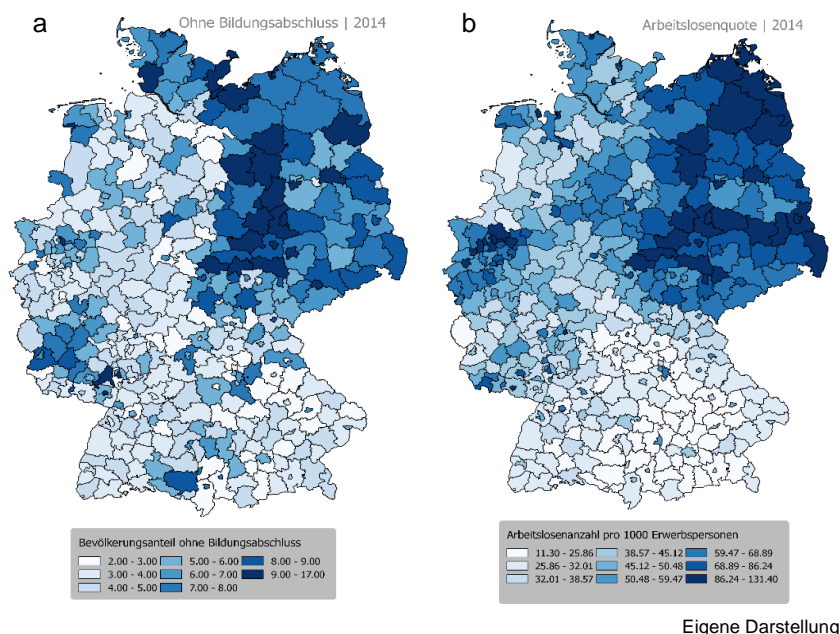 a
Ohne Bildungsabschluss | 2014
b
Arbeitslosenquote | 2014
Bevölkerungsanteil ohne Bildungsabschluss
2.00 - 3.00 5.00 - 6.00 8.00 - 9.00
3.00 - 4.00 6.00 - 7.00 9.00 - 17.00
4.00 - 5.00 7.00 - 8.00
Arbeitslosenanzahl pro 1000 Erwerbspersonen
11.30 - 25.86 38.57 - 45.12 59.47 - 68.89
25.86 - 32.01 45.12 - 50.48 68.89 - 86.24
32.01 - 38.57 50.48 - 59.47 86.24 - 131.40
Eigene Darstellung